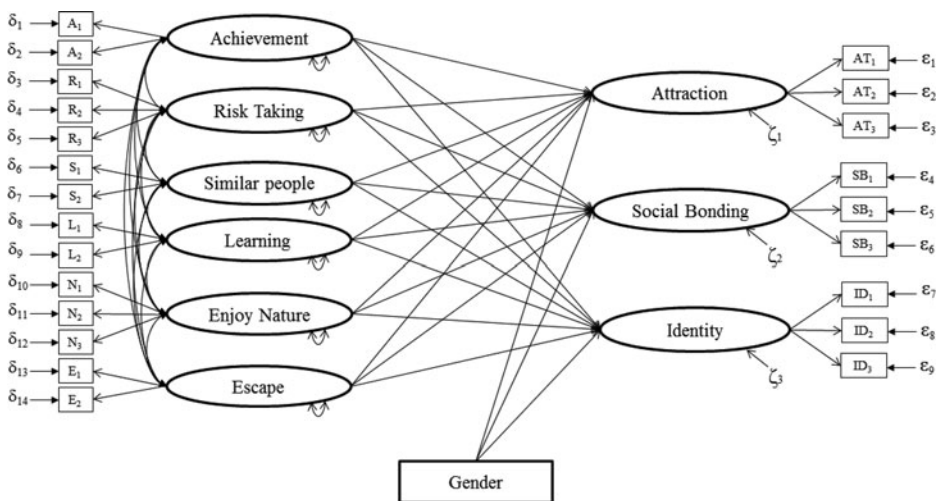 δ₁ A₁
δ₂ A₂
δ₃ R₁
δ₄ R₂
δ₅ R₃
δ₆ S₁
δ₇ S₂
δ₈ L₁
δ₉ L₂
δ₁₀ N₁
δ₁₁ N₂
δ₁₂ N₃
δ₁₃ E₁
δ₁₄ E₂
Achievement
Risk Taking
Similar people
Learning
Enjoy Nature
Escape
Gender
Attraction
ζ₁
Social Bonding
ζ₂
Identity
ζ₃
AT₁ ε₁
AT₂ ε₂
AT₃ ε₃
SB₁ ε₄
SB₂ ε₅
SB₃ ε₆
ID₁ ε₇
ID₂ ε₈
ID₃ ε₉